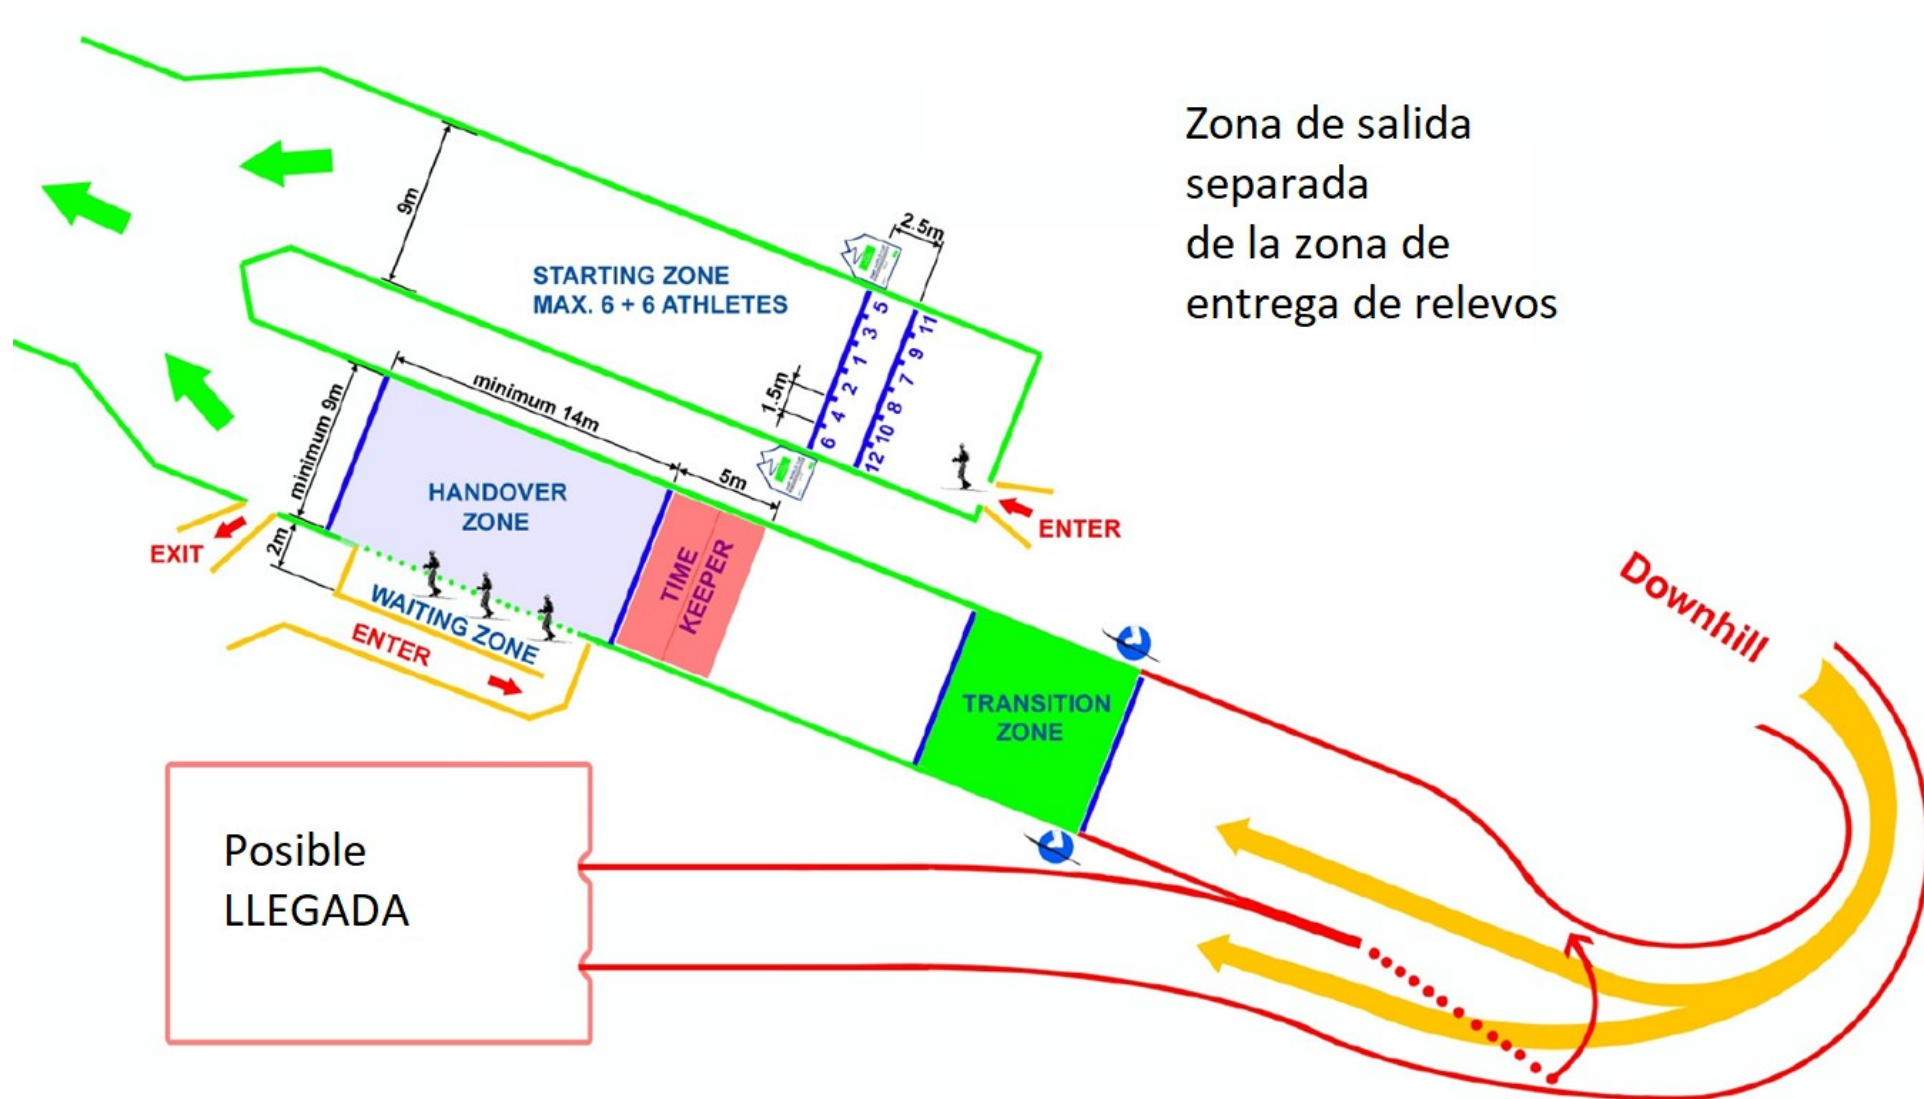 Zona de salida
separada
de la zona de
entrega de relevos
9m
2.5m
STARTING ZONE
MAX. 6 + 6 ATHLETES
5
3
1
2
4
6
11
9
7
8
10
12
1.5m
minimum 9m
minimum 14m
5m
HANDOVER
ZONE
TIME
KEEPER
ENTER
EXIT
2m
WAITING ZONE
ENTER
TRANSITION
ZONE
Downhill
Posible
LLEGADA